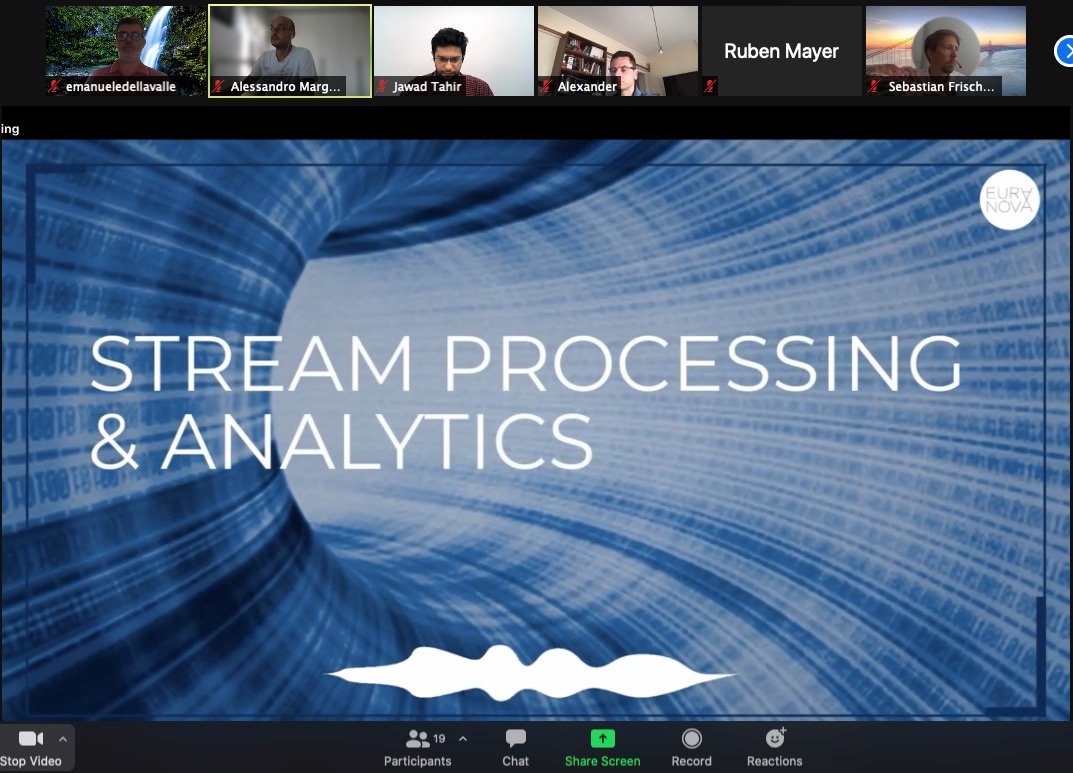 emanueledellavalle
Alessandro Marg...
Jawad Tahir
Alexander
Ruben Mayer
Sebastian Frisch...
ing
EURA
NOVA
STREAM PROCESSING
& ANALYTICS
Stop Video
19
Participants
Chat
Share Screen
Record
Reactions